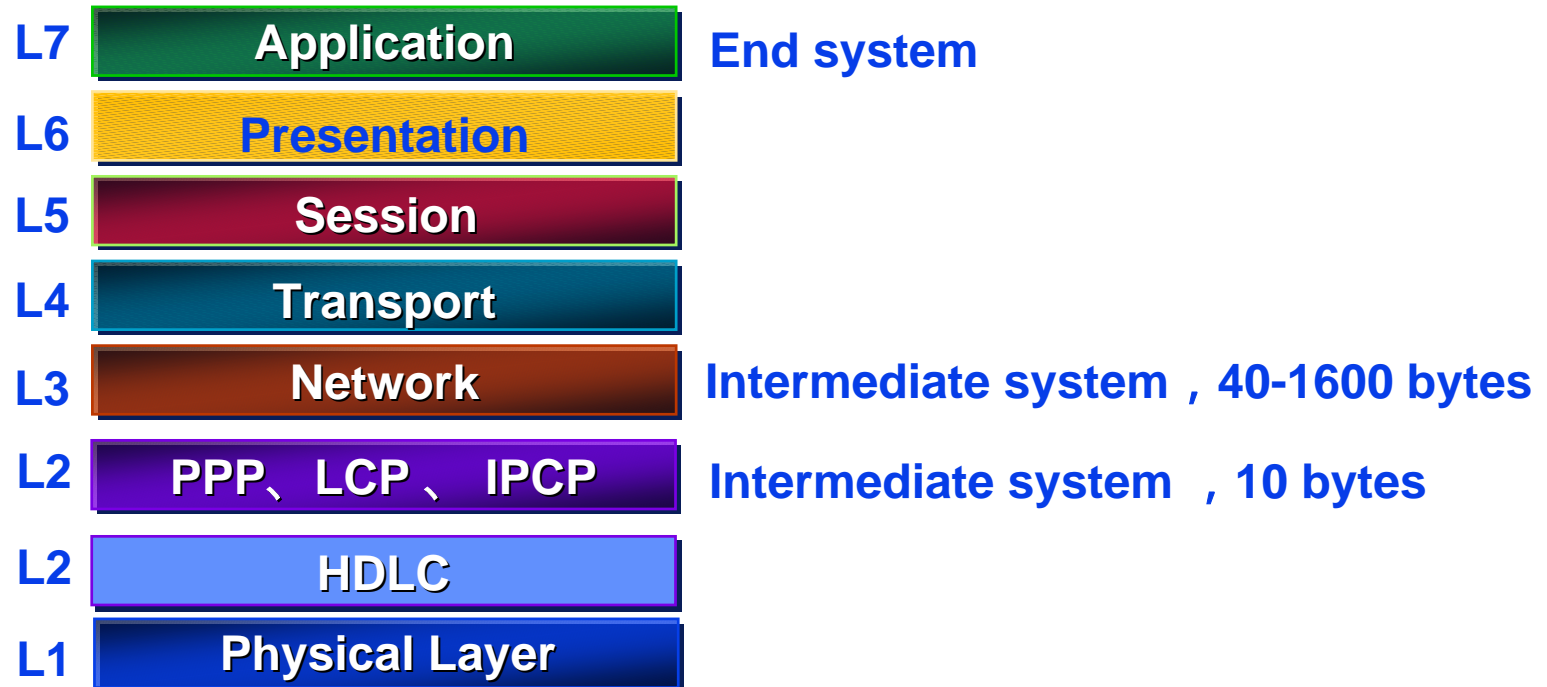 L7 Application End system
L6 Presentation
L5 Session
L4 Transport
L3 Network Intermediate system，40-1600 bytes
L2 PPP、LCP 、 IPCP Intermediate system ，10 bytes
L2 HDLC
L1 Physical Layer